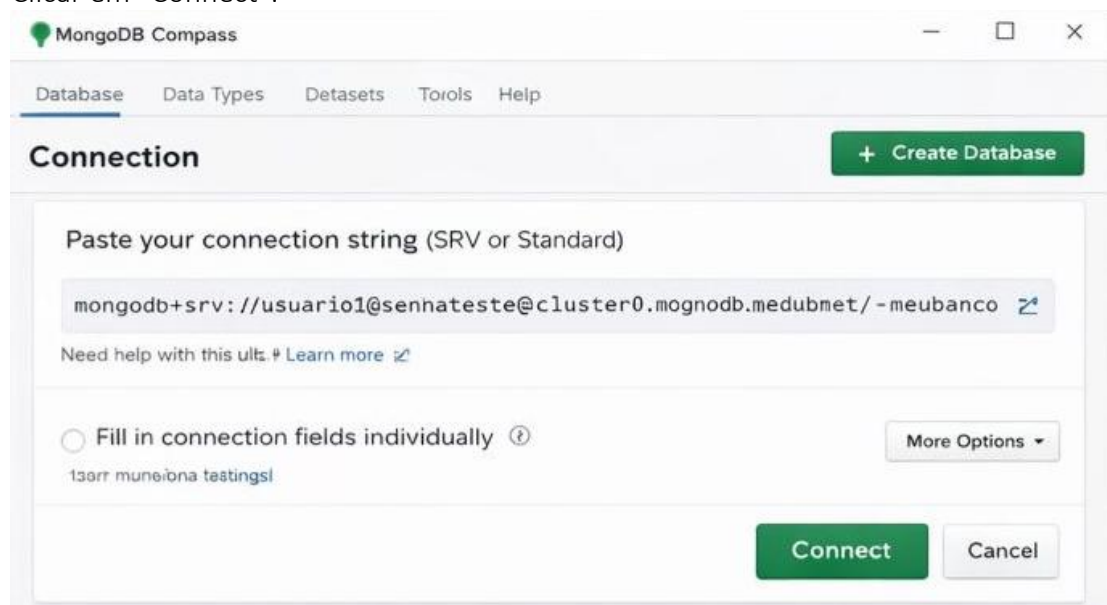 Clicar em "Connect".
MongoDB Compass
Database Data Types Detasets Torols Help
Connection
+ Create Database
Paste your connection string (SRV or Standard)
mongodb+srv://usuario1@sennateste@cluster0.mognodb.medubmet/-meubanco
Need help with this Learn more
Fill in connection fields individually
More Options
testingsl
Connect Cancel